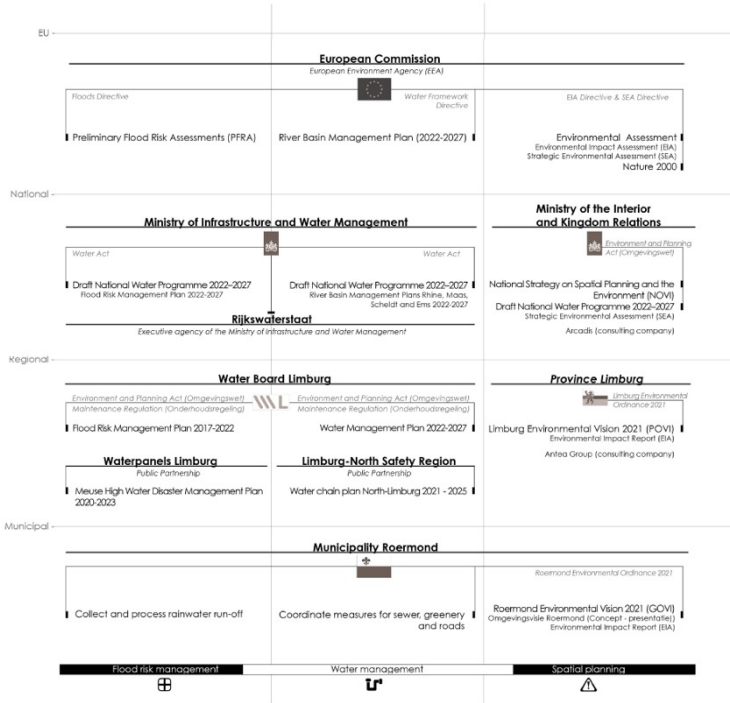 EU
European Commission
European Environment Agency (EEA)
Floods Directive
Water Framework
Directive
EIA Directive & SEA Directive
Preliminary Flood Risk Assessments (PFRA)
River Basin Management Plan (2022-2027)
Environmental Assessment
Environmental Impact Assessment (EIA)
Strategic Environmental Assessment (SEA)
Nature 2000
National
Ministry of Infrastructure and Water Management
Water Act
Water Act
Draft National Water Programme 2022–2027
Flood Risk Management Plan 2022-2027
Draft National Water Programme 2022–2027
River Basin Management Plans Rhine, Maas,
Scheldt and Ems 2022-2027
Rijkswaterstaat
Executive agency of the Ministry of Infrastructure and Water Management
Ministry of the Interior
and Kingdom Relations
Environment and Planning
Act (Omgevingswet)
National Strategy on Spatial Planning and the
Environment (NOVI)
Draft National Water Programme 2022–2027
Strategic Environmental Assessment (SEA)
Arcadis (consulting company)
Regional
Water Board Limburg
Environment and Planning Act (Omgevingswet)
Maintenance Regulation (Onderhoudsregeling)
WL
Environment and Planning Act (Omgevingswet)
Maintenance Regulation (Onderhoudsregeling)
Flood Risk Management Plan 2017-2022
Water Management Plan 2022-2027
Province Limburg
Limburg Environmental
Ordinance 2021
Limburg Environmental Vision 2021 (POVI)
Environmental Impact Report (EIA)
Antea Group (consulting company)
Waterpanels Limburg
Public Partnership
Meuse High Water Disaster Management Plan
2020-2023
Limburg-North Safety Region
Public Partnership
Water chain plan North-Limburg 2021 - 2025
Municipal
Municipality Roermond
Roermond Environmental Ordinance 2021
Collect and process rainwater run-off
Coordinate measures for sewer, greenery
and roads
Roermond Environmental Vision 2021 (GOVI)
Omgevingsvisie Roermond (Concept - presentatie))
Environmental Impact Report (EIA)
Flood risk management
Water management
Spatial planning